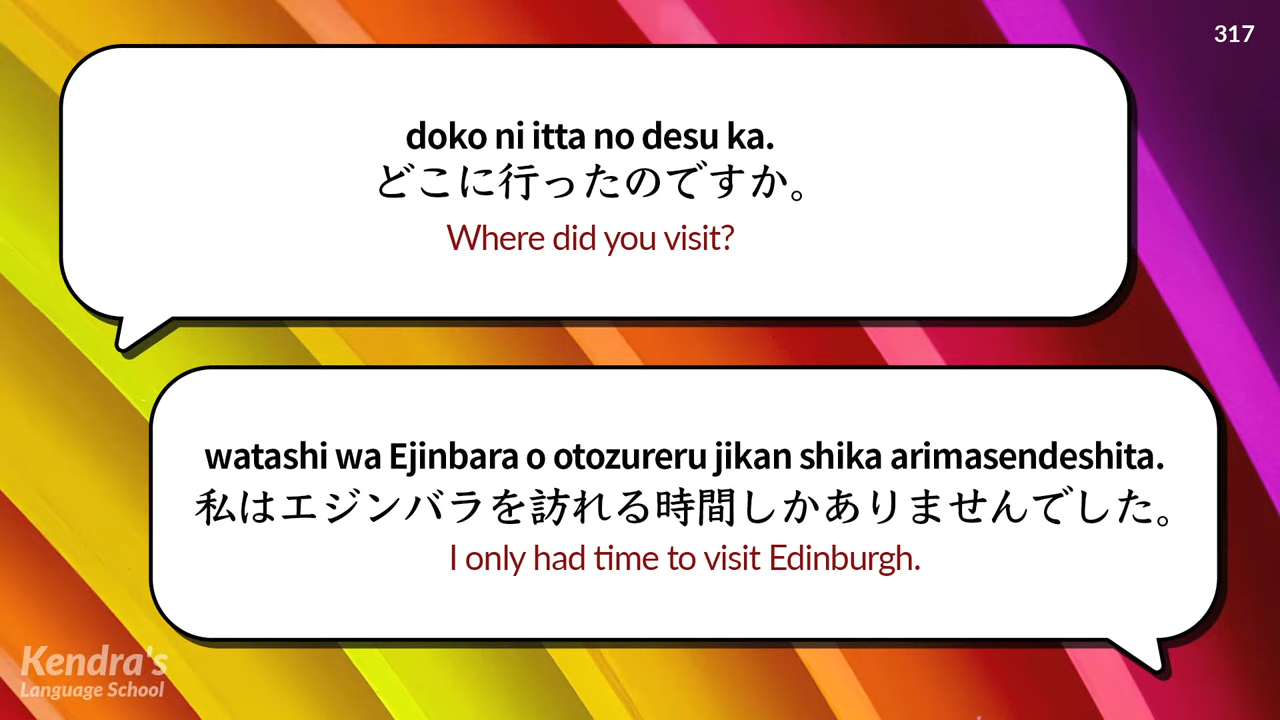 317
doko ni itta no desu ka.
どこに行ったのですか。
Where did you visit?
watashi wa Ejinbara o otozureru jikan shika arimasendeshita.
私はエジンバラを訪れる時間しかありませんでした。
I only had time to visit Edinburgh.
Kendra's
Language School